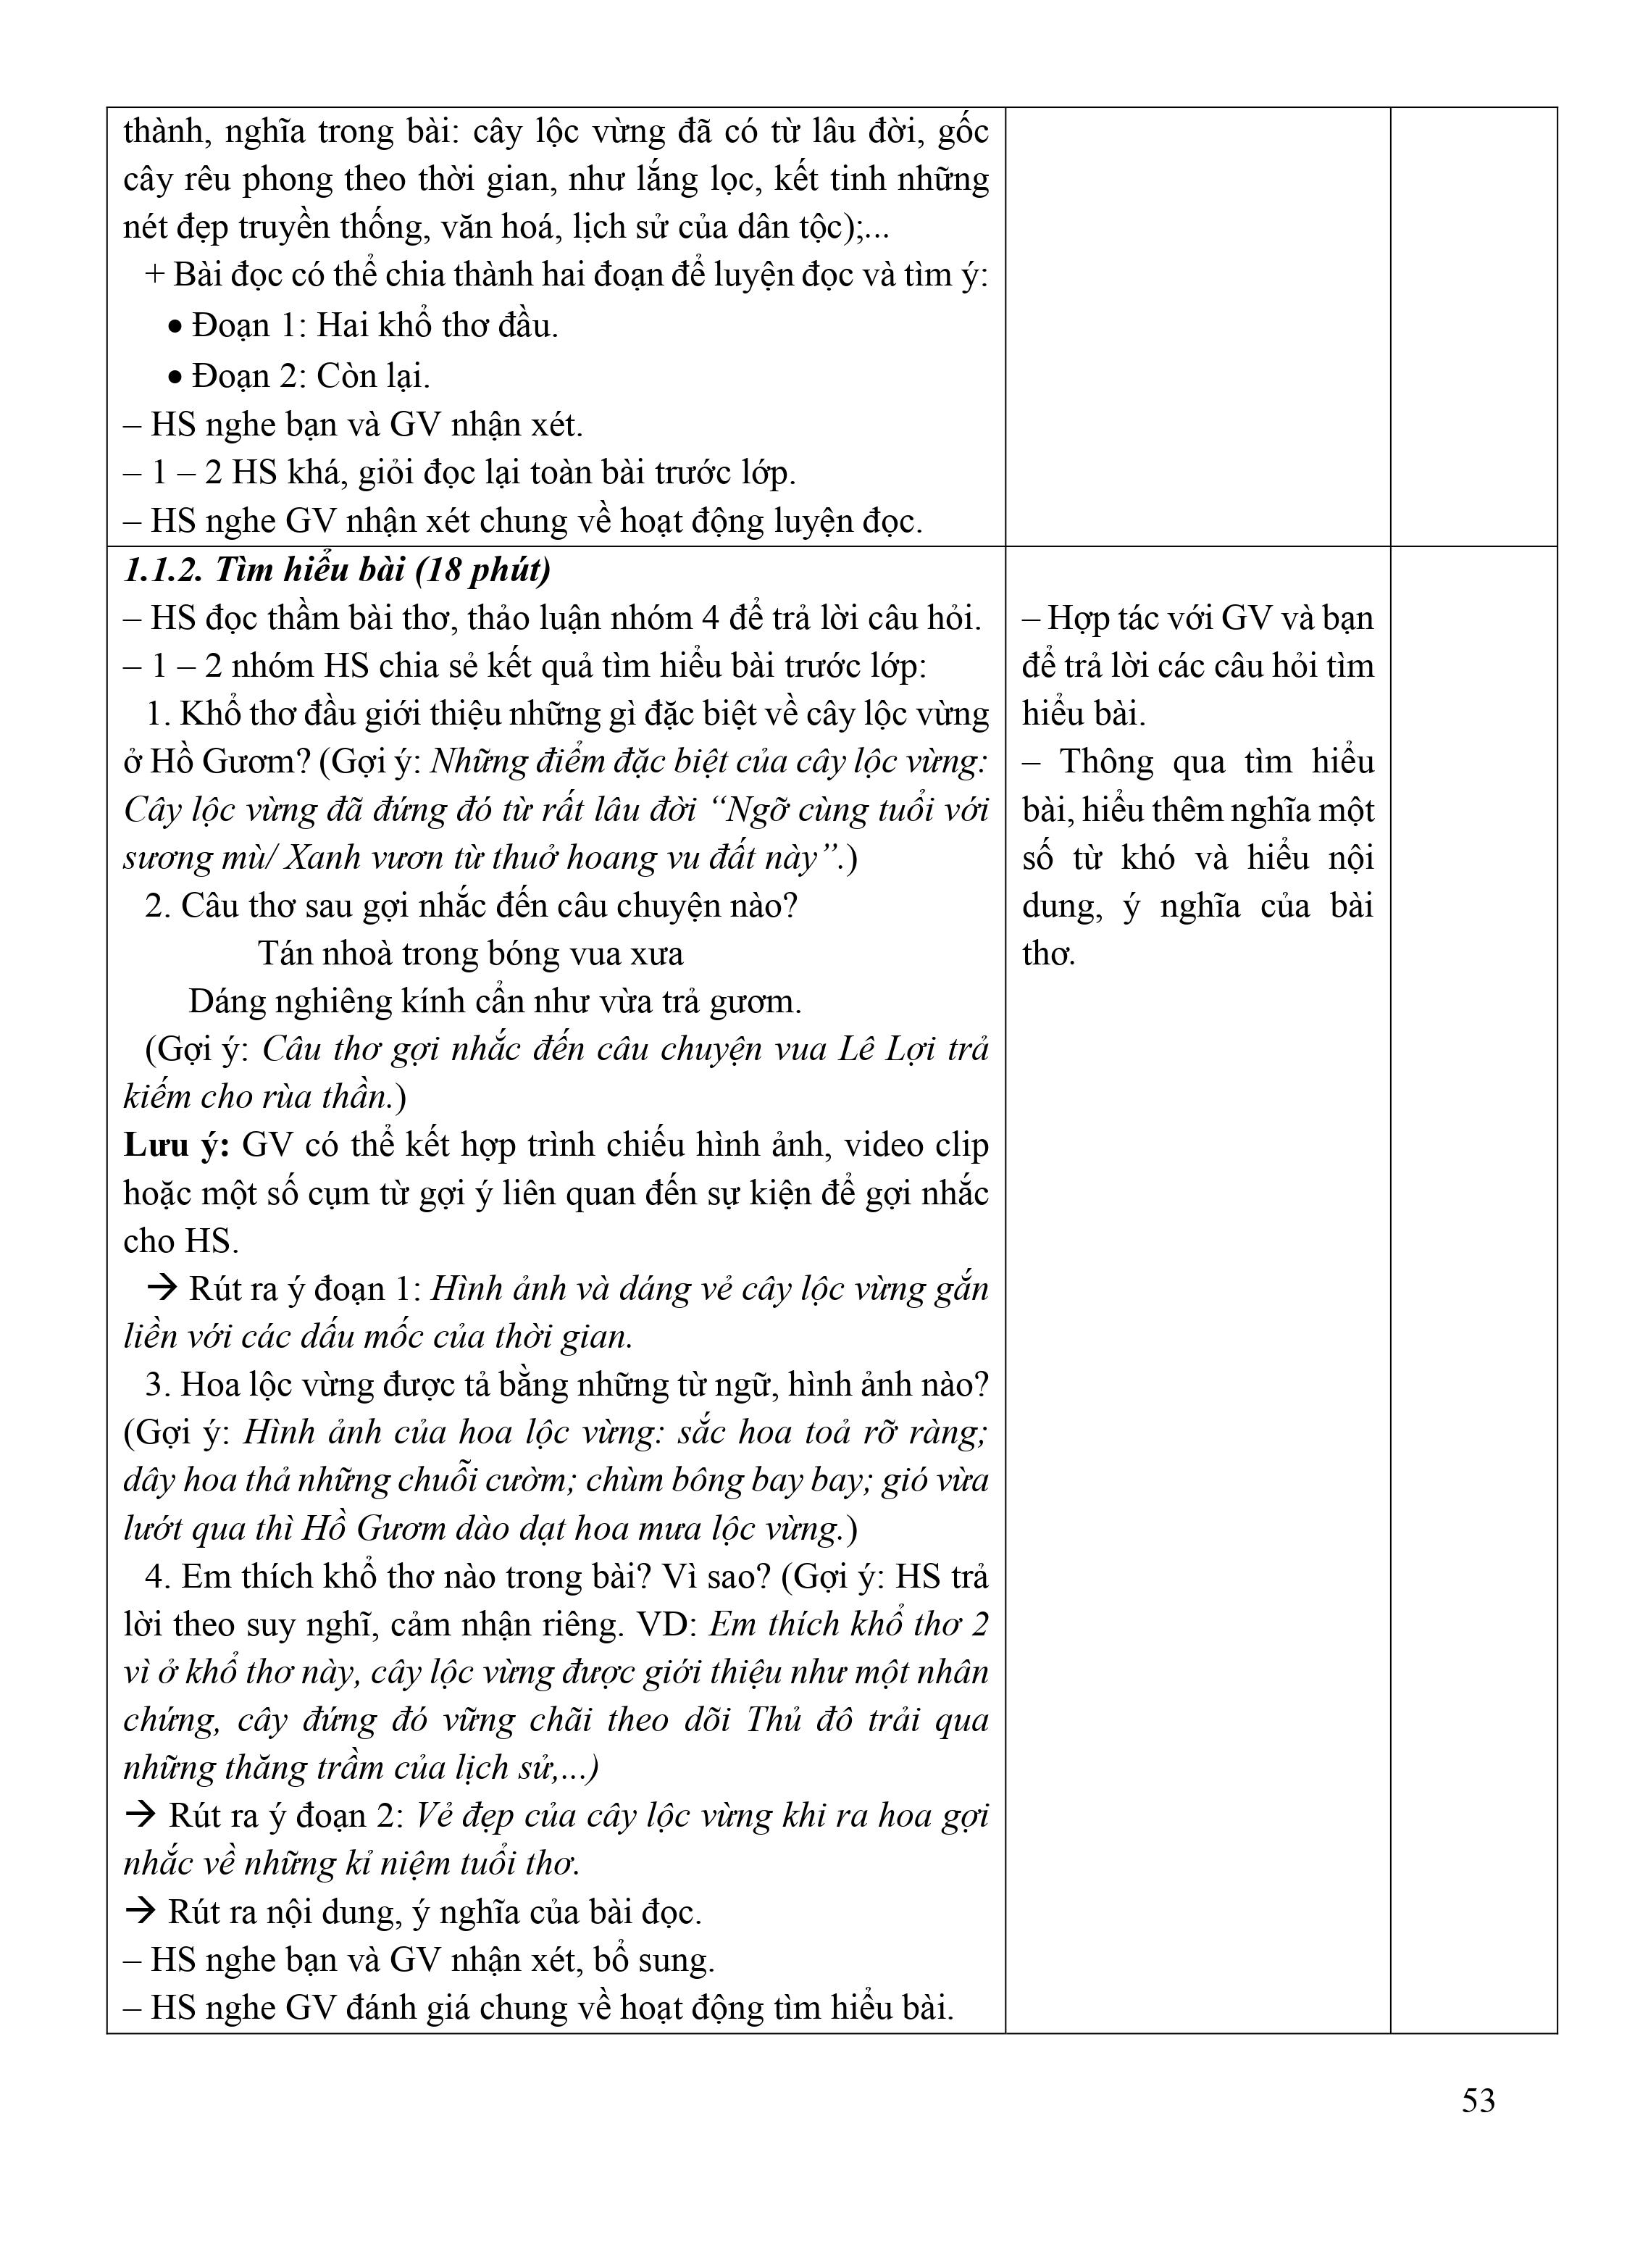 thành, nghĩa trong bài: cây lộc vừng đã có từ lâu đời, gốc
cây rêu phong theo thời gian, như lắng lọc, kết tinh những
nét đẹp truyền thống, văn hoá, lịch sử của dân tộc);...
+ Bài đọc có thể chia thành hai đoạn để luyện đọc và tìm ý:
• Đoạn 1: Hai khổ thơ đầu.
• Đoạn 2: Còn lại.
– HS nghe bạn và GV nhận xét.
– 1 – 2 HS khá, giỏi đọc lại toàn bài trước lớp.
– HS nghe GV nhận xét chung về hoạt động luyện đọc.
1.1.2. Tìm hiểu bài (18 phút)
– HS đọc thầm bài thơ, thảo luận nhóm 4 để trả lời câu hỏi.
– 1 – 2 nhóm HS chia sẻ kết quả tìm hiểu bài trước lớp:
1. Khổ thơ đầu giới thiệu những gì đặc biệt về cây lộc vừng
ở Hồ Gươm? (Gợi ý: Những điểm đặc biệt của cây lộc vừng:
Cây lộc vừng đã đứng đó từ rất lâu đời “Ngỡ cùng tuổi với
sương mù/ Xanh vươn từ thuở hoang vu đất này”.)
2. Câu thơ sau gợi nhắc đến câu chuyện nào?
Tán nhoà trong bóng vua xưa
Dáng nghiêng kính cẩn như vừa trả gươm.
(Gợi ý: Câu thơ gợi nhắc đến câu chuyện vua Lê Lợi trả
kiếm cho rùa thần.)
Lưu ý: GV có thể kết hợp trình chiếu hình ảnh, video clip
hoặc một số cụm từ gợi ý liên quan đến sự kiện để gợi nhắc
cho HS.
→ Rút ra ý đoạn 1: Hình ảnh và dáng vẻ cây lộc vừng gắn
liền với các dấu mốc của thời gian.
3. Hoa lộc vừng được tả bằng những từ ngữ, hình ảnh nào?
(Gợi ý: Hình ảnh của hoa lộc vừng: sắc hoa toả rỡ ràng;
dây hoa thả những chuỗi cườm; chùm bông bay bay; gió vừa
lướt qua thì Hồ Gươm dào dạt hoa mưa lộc vừng.)
4. Em thích khổ thơ nào trong bài? Vì sao? (Gợi ý: HS trả
lời theo suy nghĩ, cảm nhận riêng. VD: Em thích khổ thơ 2
vì ở khổ thơ này, cây lộc vừng được giới thiệu như một nhân
chứng, cây đứng đó vững chãi theo dõi Thủ đô trải qua
những thăng trầm của lịch sử,...)
→ Rút ra ý đoạn 2: Vẻ đẹp của cây lộc vừng khi ra hoa gợi
nhắc về những kỉ niệm tuổi thơ.
→ Rút ra nội dung, ý nghĩa của bài đọc.
– HS nghe bạn và GV nhận xét, bổ sung.
– HS nghe GV đánh giá chung về hoạt động tìm hiểu bài.
– Hợp tác với GV và bạn
để trả lời các câu hỏi tìm
hiểu bài.
– Thông qua tìm hiểu
bài, hiểu thêm nghĩa một
số từ khó và hiểu nội
dung, ý nghĩa của bài
thơ.
53